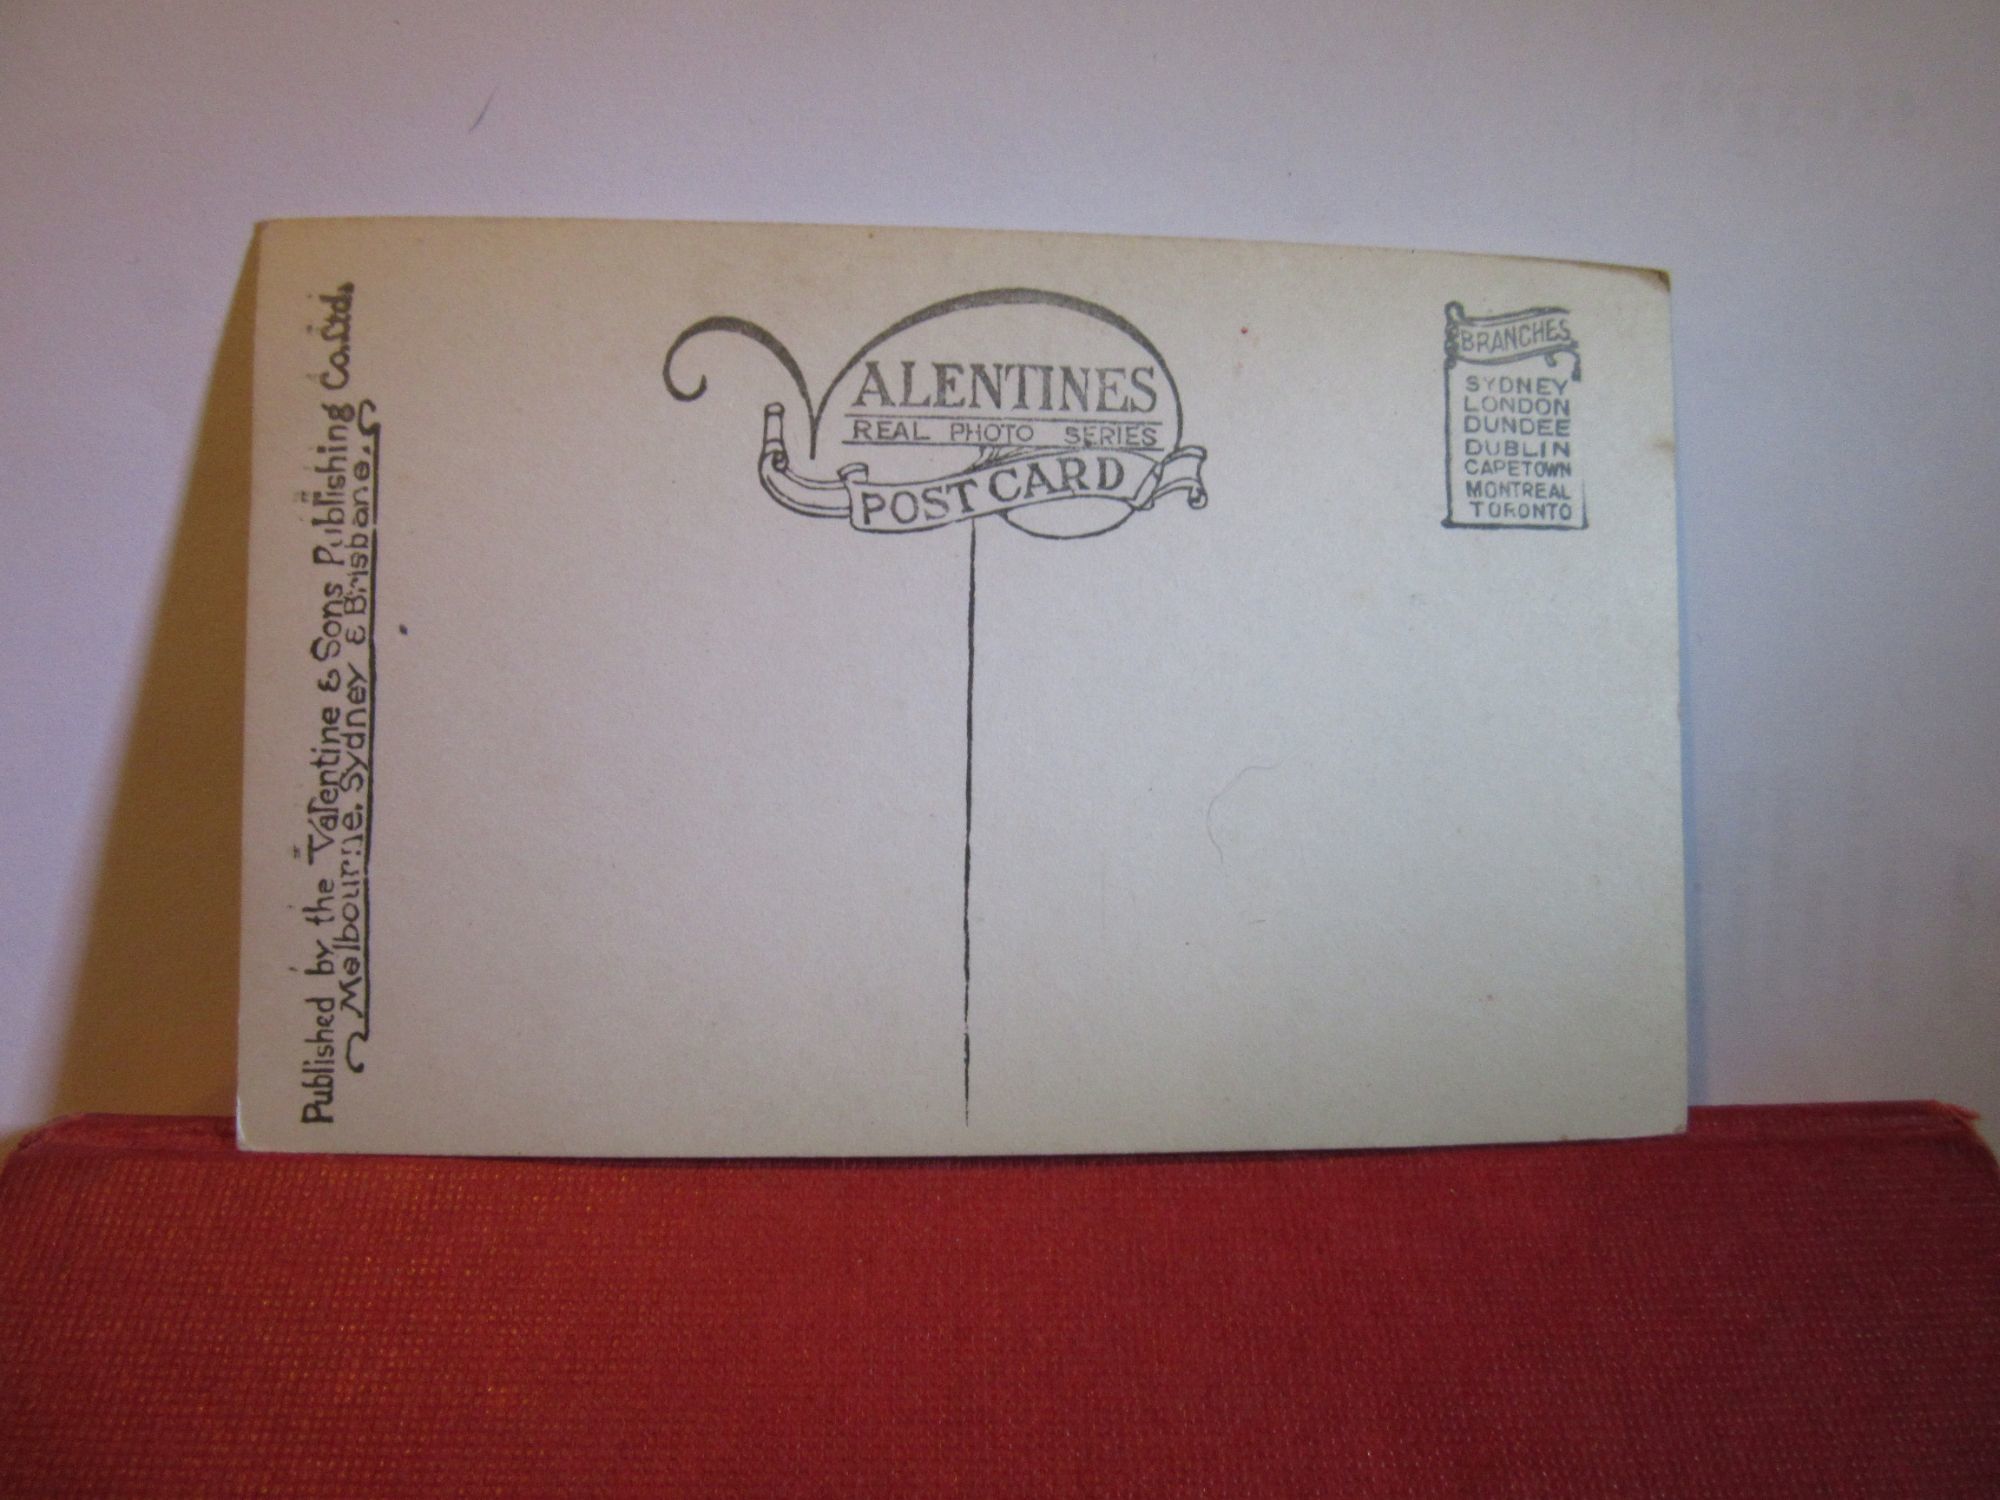 Published by the Valentine & Sons Publishing Co. Ltd.
Melbourne. Sydney & Brisbane.
VALENTINES
REAL PHOTO SERIES
POST CARD
BRANCHES
SYDNEY
LONDON
DUNDEE
DUBLIN
CAPETOWN
MONTREAL
TORONTO